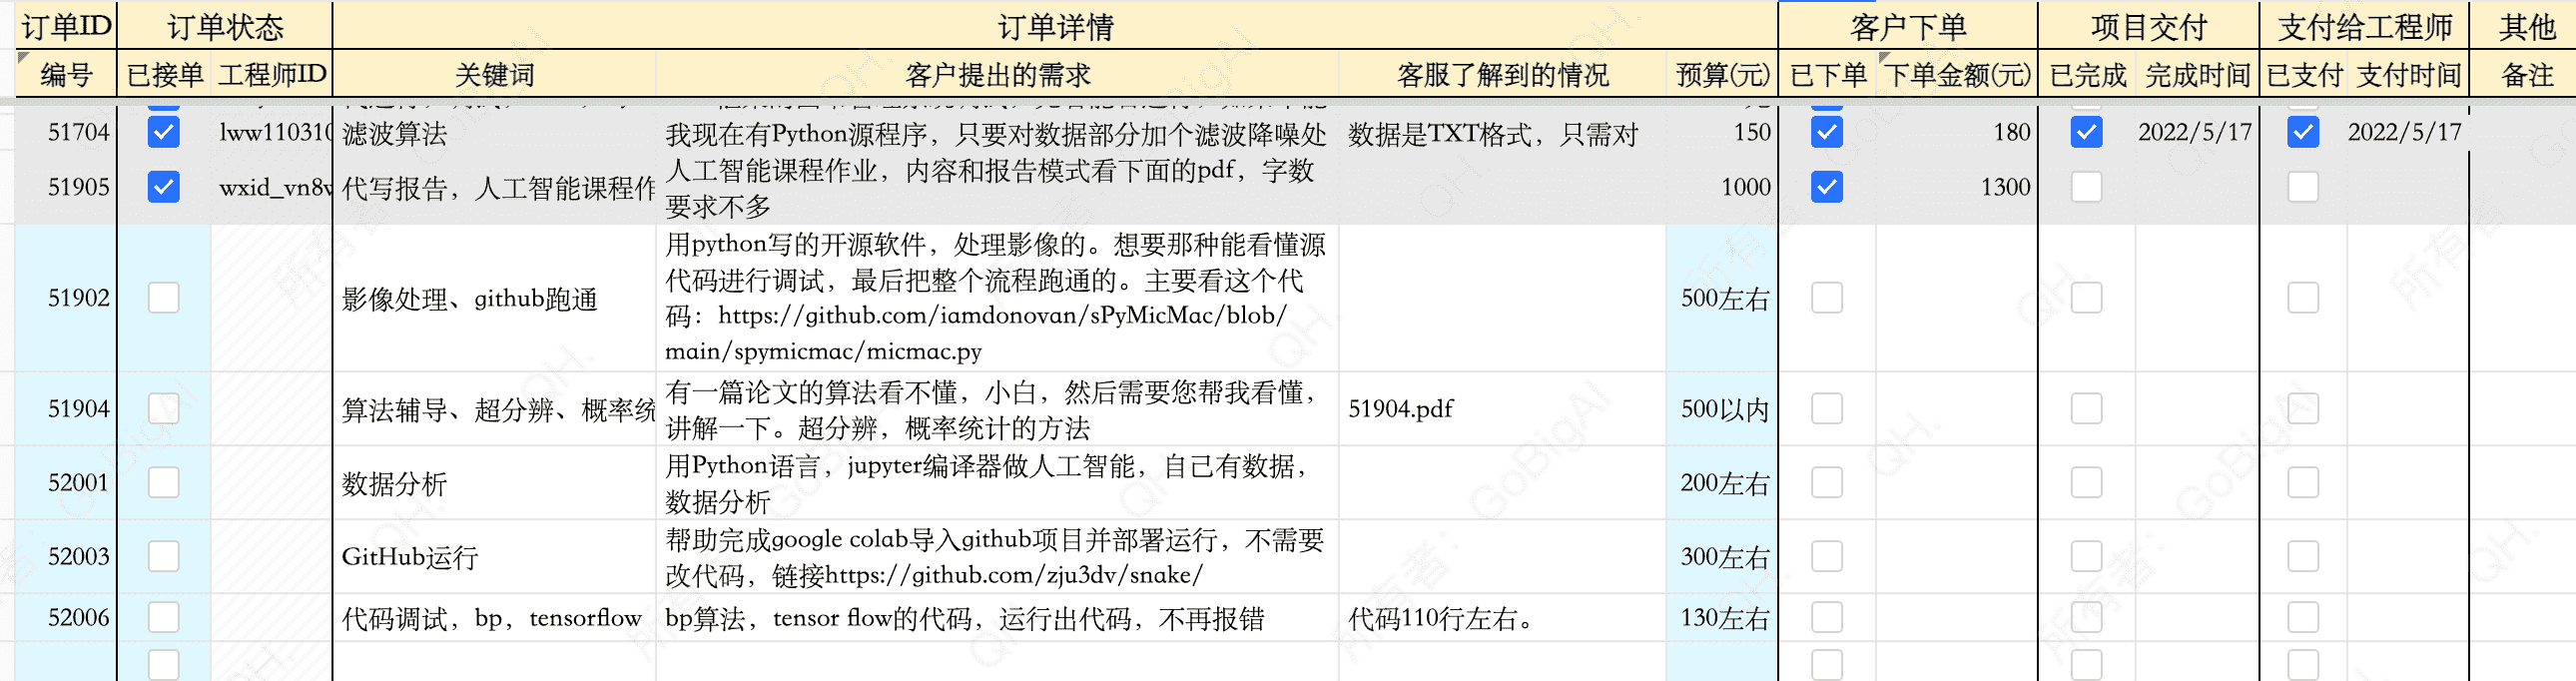 订单ID 订单状态 订单详情 客户下单 项目交付 支付给工程师 其他
编号 已接单 工程师ID 关键词 客户提出的需求 客服了解到的情况 预算(元) 已下单 下单金额(元) 已完成 完成时间 已支付 支付时间 备注
51704 lww110310 滤波算法 我现在有Python源程序，只要对数据部分加个滤波降噪处 数据是TXT格式，只需对 150 180 2022/5/17 2022/5/17
51905 wxid_vn8v 代写报告，人工智能课程作 人工智能课程作业，内容和报告模式看下面的pdf，字数 1000 1300
要求不多
51902 影像处理、github跑通 用python写的开源软件，处理影像的。想要那种能看懂源 500左右
代码进行调试，最后把整个流程跑通的。主要看这个代
码：https://github.com/iamdonovan/sPyMicMac/blob/
main/spymicmac/micmac.py
51904 算法辅导、超分辨、概率统 有一篇论文的算法看不懂，小白，然后需要您帮我看懂， 51904.pdf 500以内
讲解一下。超分辨，概率统计的方法
52001 数据分析 用Python语言，jupyter编译器做人工智能，自己有数据， 200左右
数据分析
52003 GitHub运行 帮助完成google colab导入github项目并部署运行，不需要 300左右
改代码，链接https://github.com/zju3dv/snake/
52006 代码调试，bp，tensorflow bp算法，tensor flow的代码，运行出代码，不再报错 代码110行左右。 130左右
所有者：GoBigAI
QH.